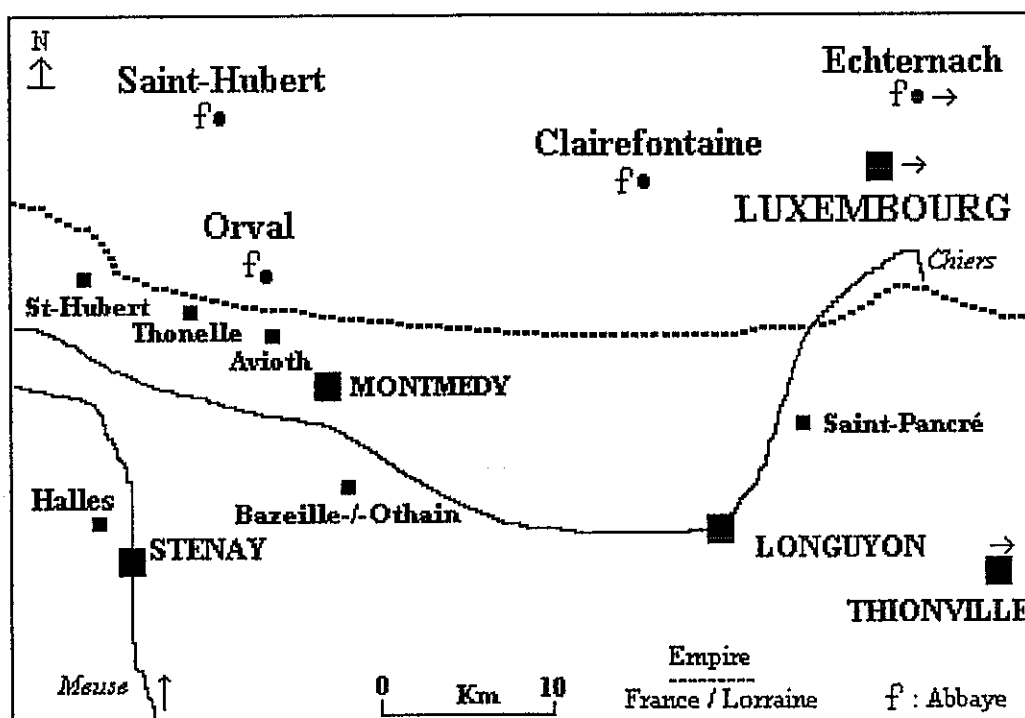 N
Saint-Hubert
f
Echternach
f
Clairefontaine
f
LUXEMBOURG
Orval
f
Chiers
St-Hubert
Thonelle
Avioth
MONTMEDY
Saint-Pancré
Halles
Bazeille-/-Othain
STENAY
LONGUYON
THIONVILLE
Meuse
0 Km 10
Empire
France / Lorraine
f : Abbaye